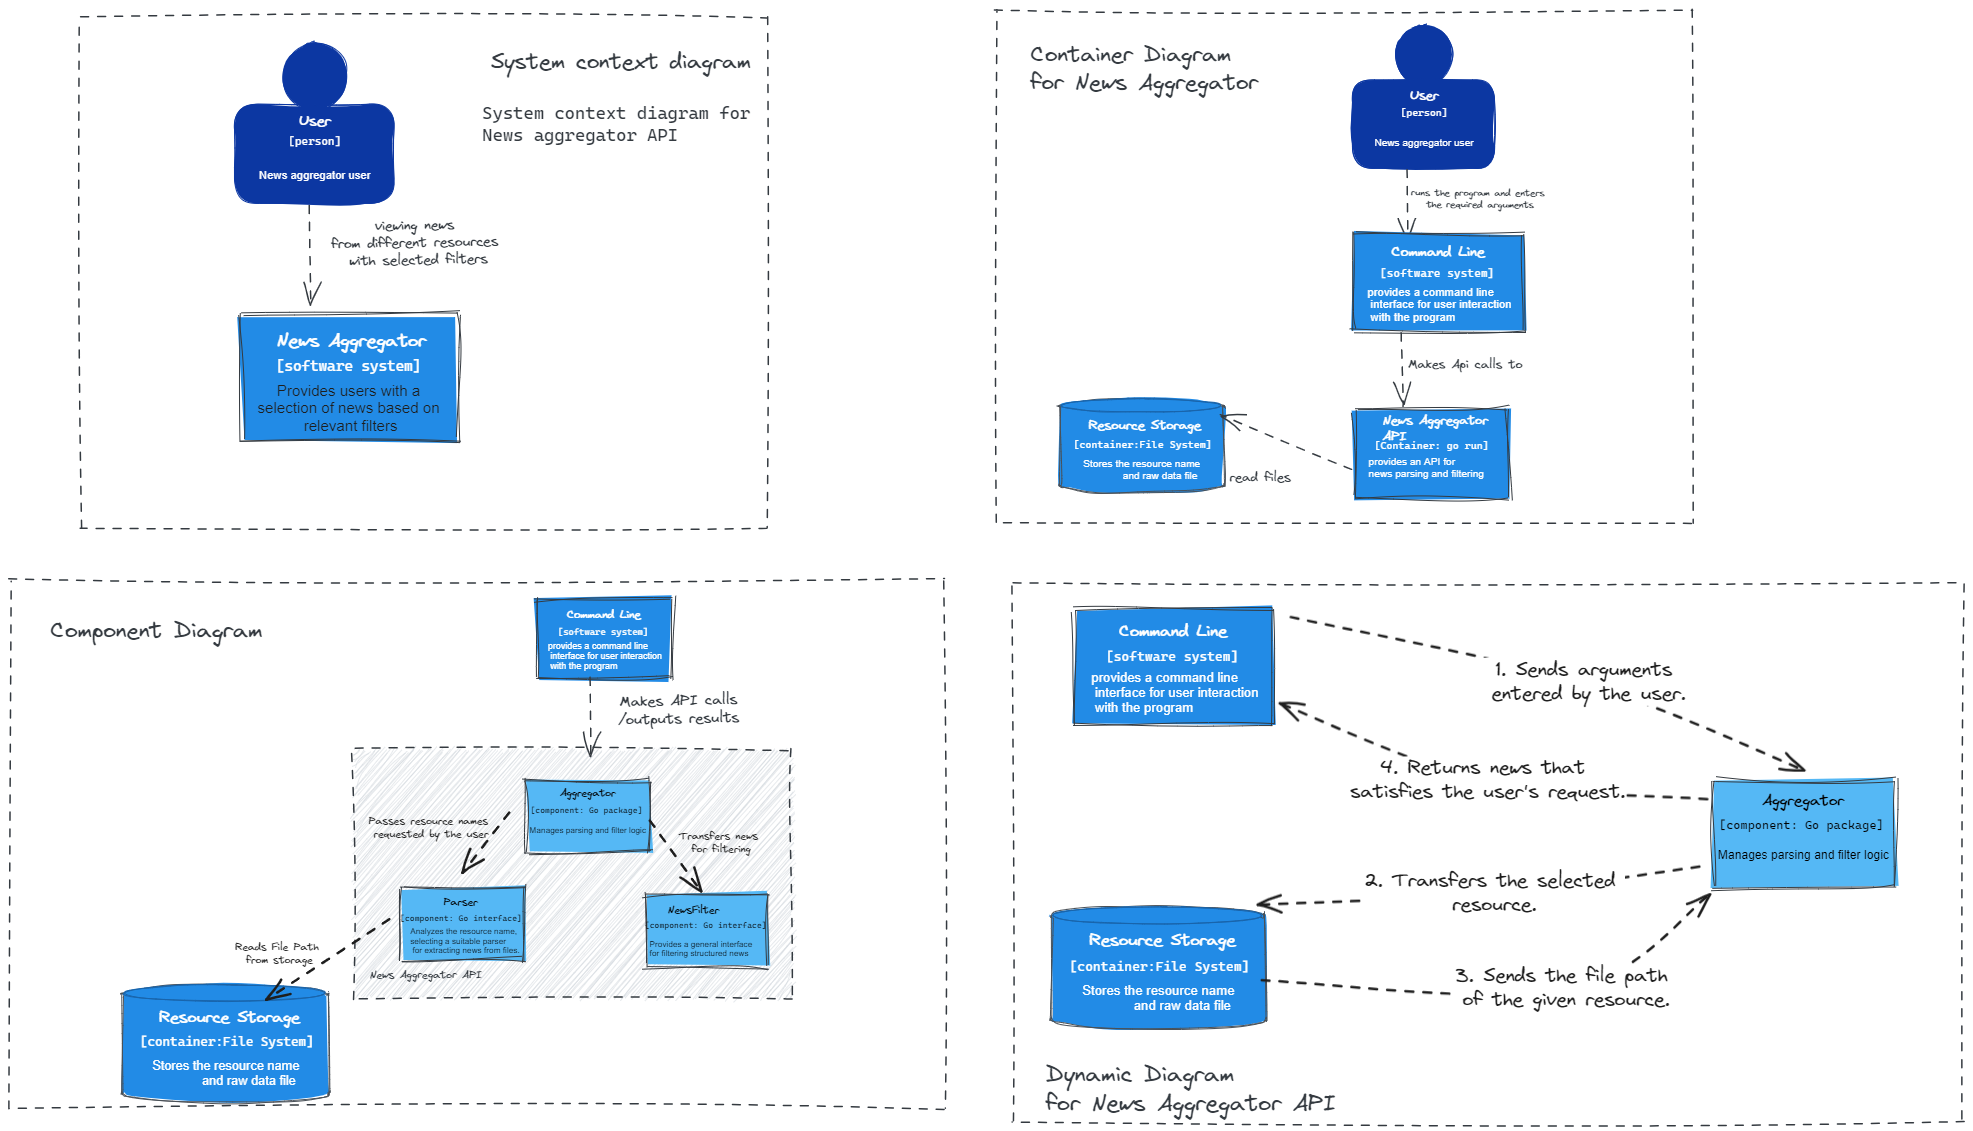 System context diagram
System context diagram for
News aggregator API
User
[person]
News aggregator user
viewing news
from different resources
with selected filters
News Aggregator
[software system]
Provides users with a
selection of news based on
relevant filters
Container Diagram
for News Aggregator
User
[person]
News aggregator user
runs the program and enters
the required arguments
Command Line
[software system]
provides a command line
interface for user interaction
with the program
Makes Api calls to
News Aggregator
API
[Container: go run]
provides an API for
news parsing and filtering
read files
Resource Storage
[container:File System]
Stores the resource name
and raw data file
Component Diagram
Command Line
[software system]
provides a command line
interface for user interaction
with the program
Makes API calls
/outputs results
Aggregator
[component: Go package]
Manages parsing and filter logic
Passes resource names
requested by the user
Transfers news
for filtering
Parser
[component: Go interface]
Analyzes the resource name,
selecting a suitable parser
for extracting news from files.
NewsFilter
[component: Go interface]
Provides a general interface
for filtering structured news
News Aggregator API
Reads File Path
from storage
Resource Storage
[container:File System]
Stores the resource name
and raw data file
Command Line
[software system]
provides a command line
interface for user interaction
with the program
1. Sends arguments
entered by the user.
4. Returns news that
satisfies the user's request.
Aggregator
[component: Go package]
Manages parsing and filter logic
2. Transfers the selected
resource.
Resource Storage
[container:File System]
Stores the resource name
and raw data file
3. Sends the file path
of the given resource.
Dynamic Diagram
for News Aggregator API